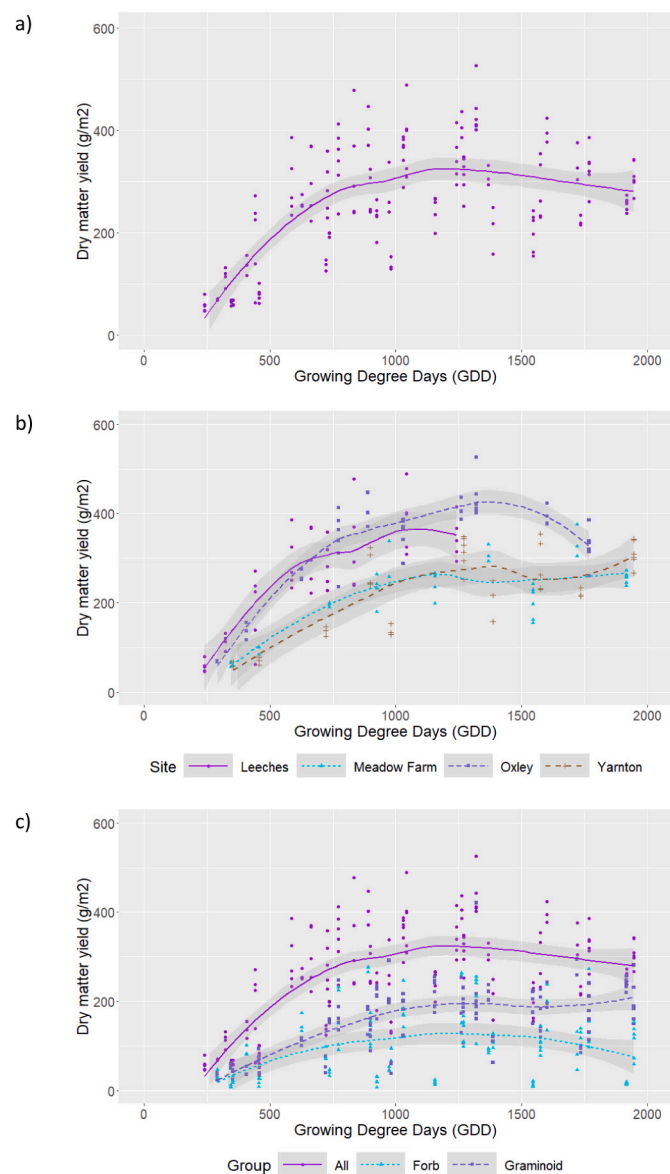 a)
600
400
200
0
Dry matter yield (g/m2)
0 500 1000 1500 2000
Growing Degree Days (GDD)
b)
600
400
200
0
Dry matter yield (g/m2)
0 500 1000 1500 2000
Growing Degree Days (GDD)
Site Leeches Meadow Farm Oxley Yarnton
c)
600
400
200
0
Dry matter yield (g/m2)
0 500 1000 1500 2000
Growing Degree Days (GDD)
Group All Forb Graminoid